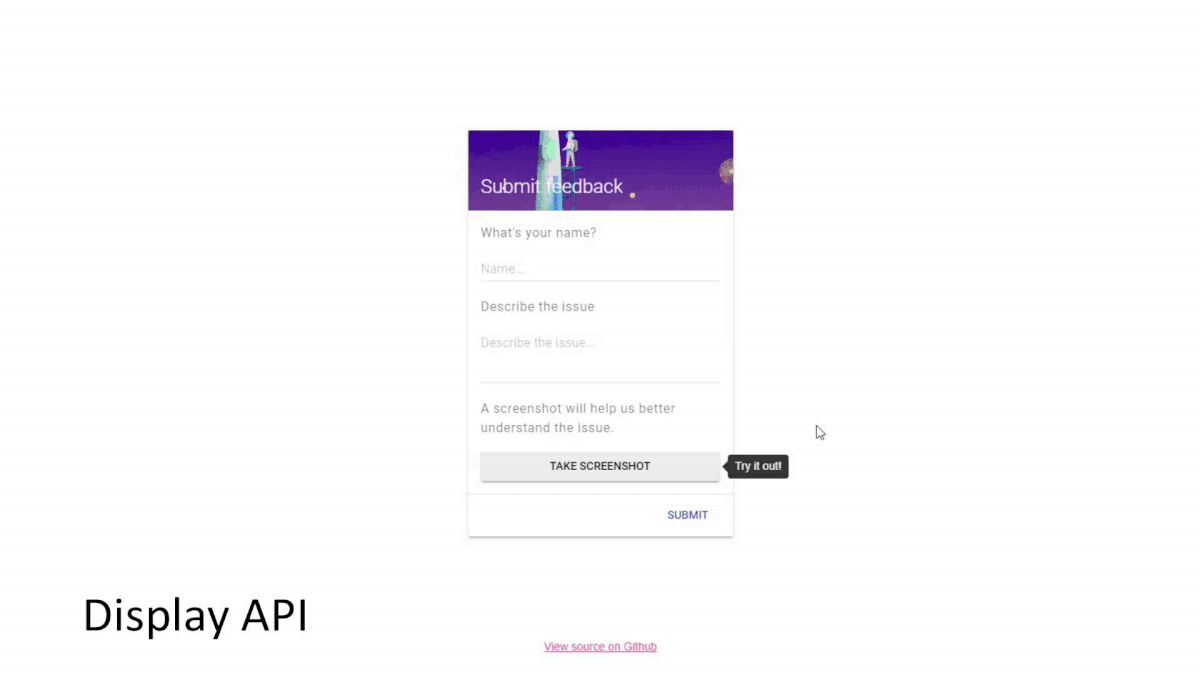 Submit feedback
What's your name?
Name...
Describe the issue
Describe the issue...
A screenshot will help us better
understand the issue.
TAKE SCREENSHOT
Try it out!
SUBMIT
Display API
View source on Github